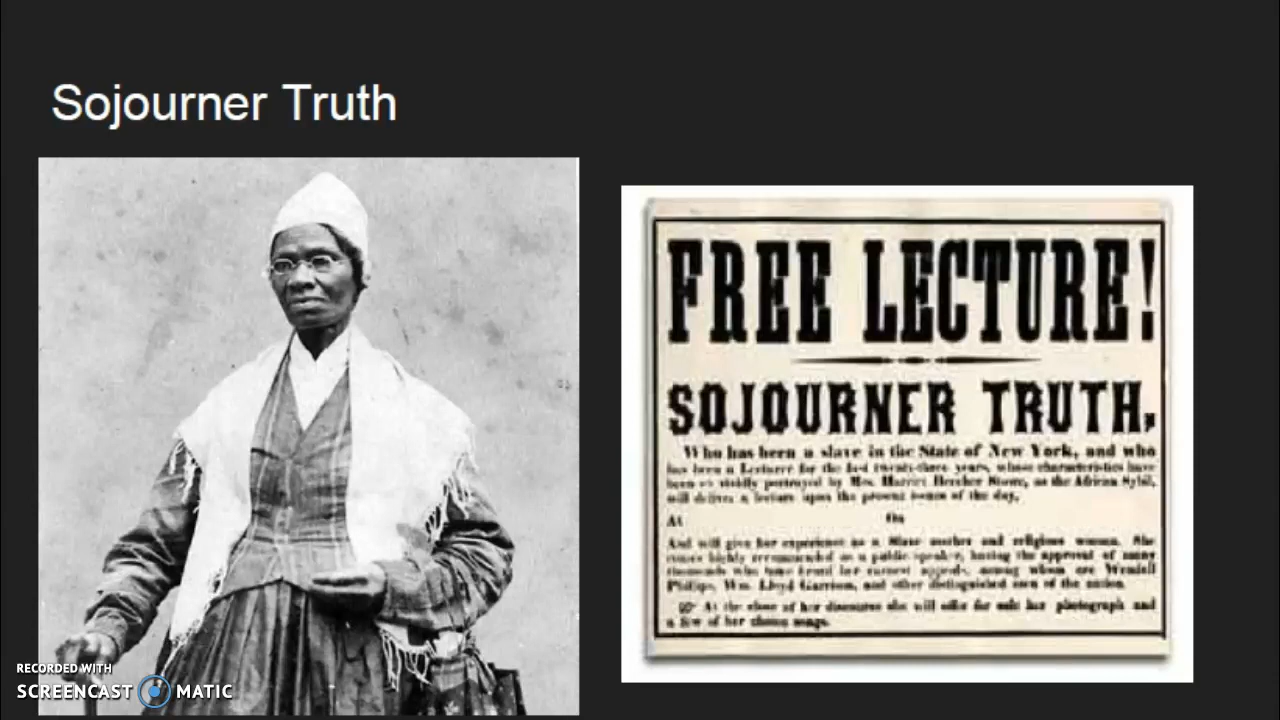 Sojourner Truth
FREE LECTURE!
SOJOURNER TRUTH,
Who has been a slave in the State of New York, and who
has been a Lecturer for the last twenty-three years, whose characteristics have
been so vividly portrayed by Mrs. Harriet Beecher Stowe, as the African Sybil,
will deliver a lecture upon the present issues of the day,
At On
And will give her experience as a Slave mother and religious woman. She
comes highly recommended as a public speaker, having the approval of many
thousands who have heard her earnest appeals, among whom are Wendell
Phillips, Wm. Lloyd Garrison, and other distinguished men of the nation.
☞ At the close of her discourse she will offer for sale her photograph and
a few of her choice songs.
RECORDED WITH
SCREENCAST MATIC